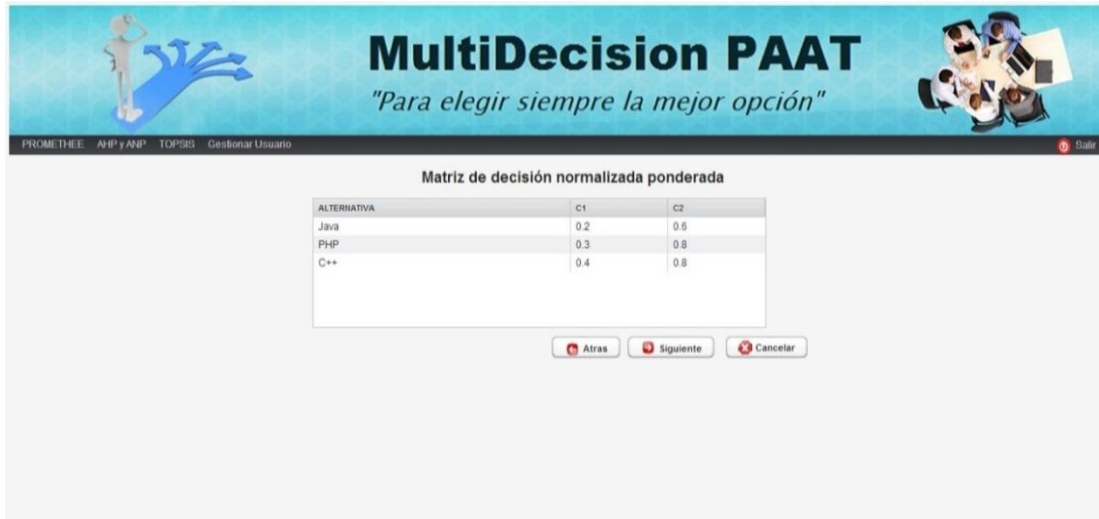 MultiDecision PAAT
"Para elegir siempre la mejor opción"
PROMETHEE AHP y ANP TOPSIS Gestionar Usuario Salir
Matriz de decisión normalizada ponderada
ALTERNATIVA C1 C2
Java 0.2 0.6
PHP 0.3 0.8
C++ 0.4 0.8
Atras Siguiente Cancelar